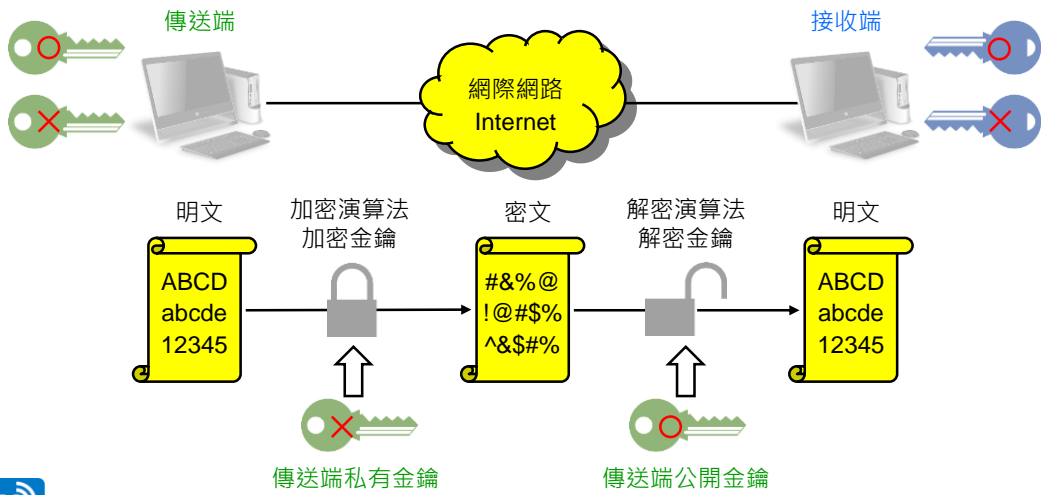 傳送端
接收端
網際網路
Internet
明文
加密演算法
加密金鑰
密文
解密演算法
解密金鑰
明文
ABCD
abcde
12345
#&%@
!@#$%
^&$#%
ABCD
abcde
12345
傳送端私有金鑰
傳送端公開金鑰